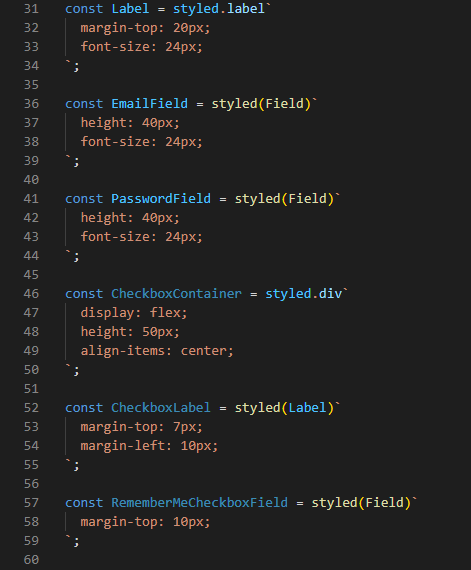 31 const Label = styled.label`
32   margin-top: 20px;
33   font-size: 24px;
34 `;
35
36 const EmailField = styled(Field)`
37   height: 40px;
38   font-size: 24px;
39 `;
40
41 const PasswordField = styled(Field)`
42   height: 40px;
43   font-size: 24px;
44 `;
45
46 const CheckboxContainer = styled.div`
47   display: flex;
48   height: 50px;
49   align-items: center;
50 `;
51
52 const CheckboxLabel = styled(Label)`
53   margin-top: 7px;
54   margin-left: 10px;
55 `;
56
57 const RememberMeCheckboxField = styled(Field)`
58   margin-top: 10px;
59 `;
60